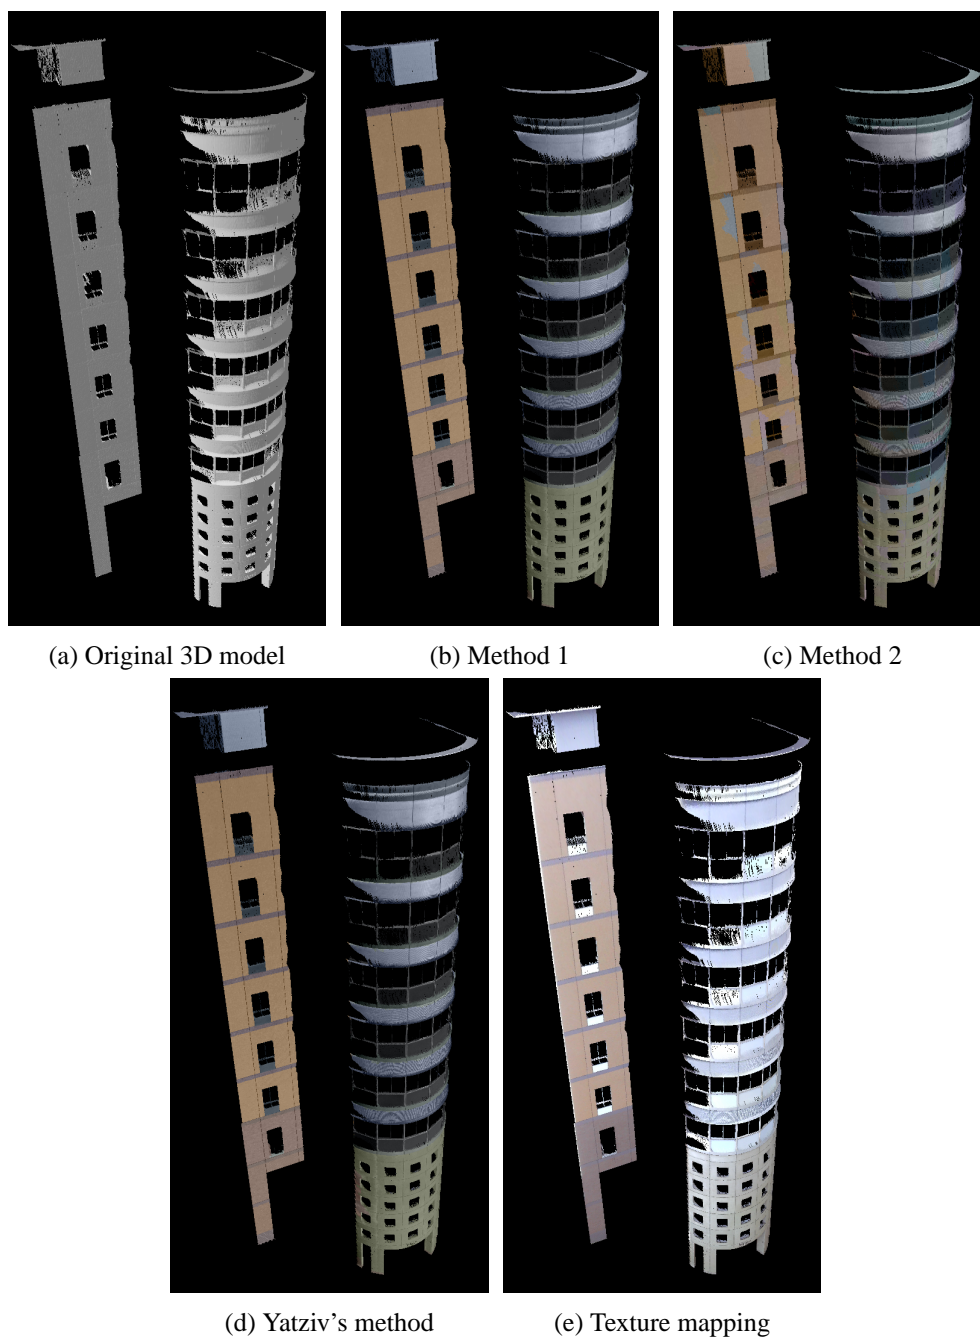 (a) Original 3D model
(b) Method 1
(c) Method 2
(d) Yatziv's method
(e) Texture mapping